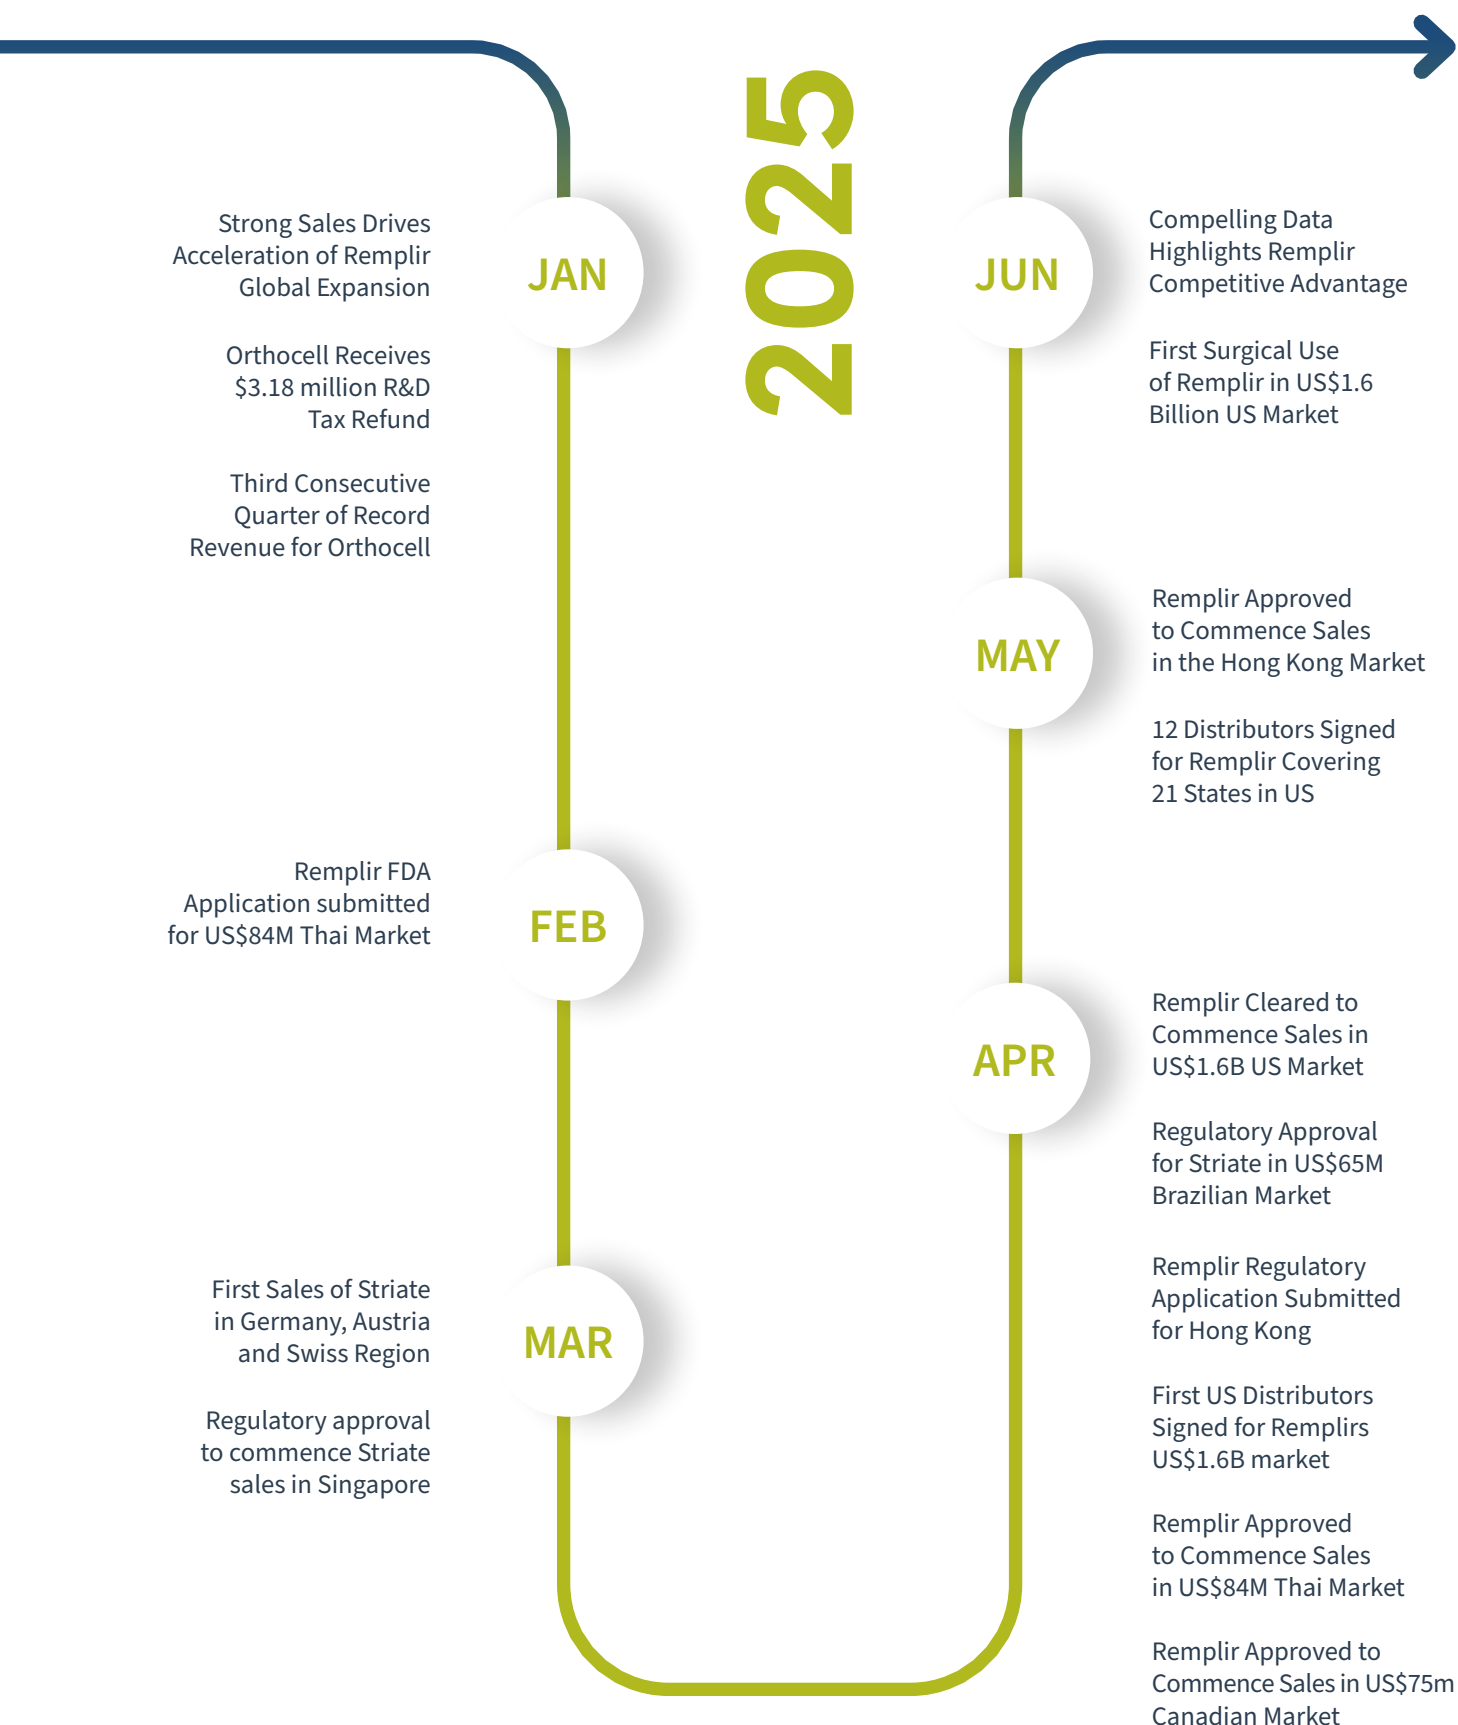 2025
JAN
Strong Sales Drives
Acceleration of Remplir
Global Expansion
Orthocell Receives
$3.18 million R&D
Tax Refund
Third Consecutive
Quarter of Record
Revenue for Orthocell
FEB
Remplir FDA
Application submitted
for US$84M Thai Market
MAR
First Sales of Striate
in Germany, Austria
and Swiss Region
Regulatory approval
to commence Striate
sales in Singapore
JUN
Compelling Data
Highlights Remplir
Competitive Advantage
First Surgical Use
of Remplir in US$1.6
Billion US Market
MAY
Remplir Approved
to Commence Sales
in the Hong Kong Market
12 Distributors Signed
for Remplir Covering
21 States in US
APR
Remplir Cleared to
Commence Sales in
US$1.6B US Market
Regulatory Approval
for Striate in US$65M
Brazilian Market
Remplir Regulatory
Application Submitted
for Hong Kong
First US Distributors
Signed for Remplirs
US$1.6B market
Remplir Approved
to Commence Sales
in US$84M Thai Market
Remplir Approved to
Commence Sales in US$75m
Canadian Market